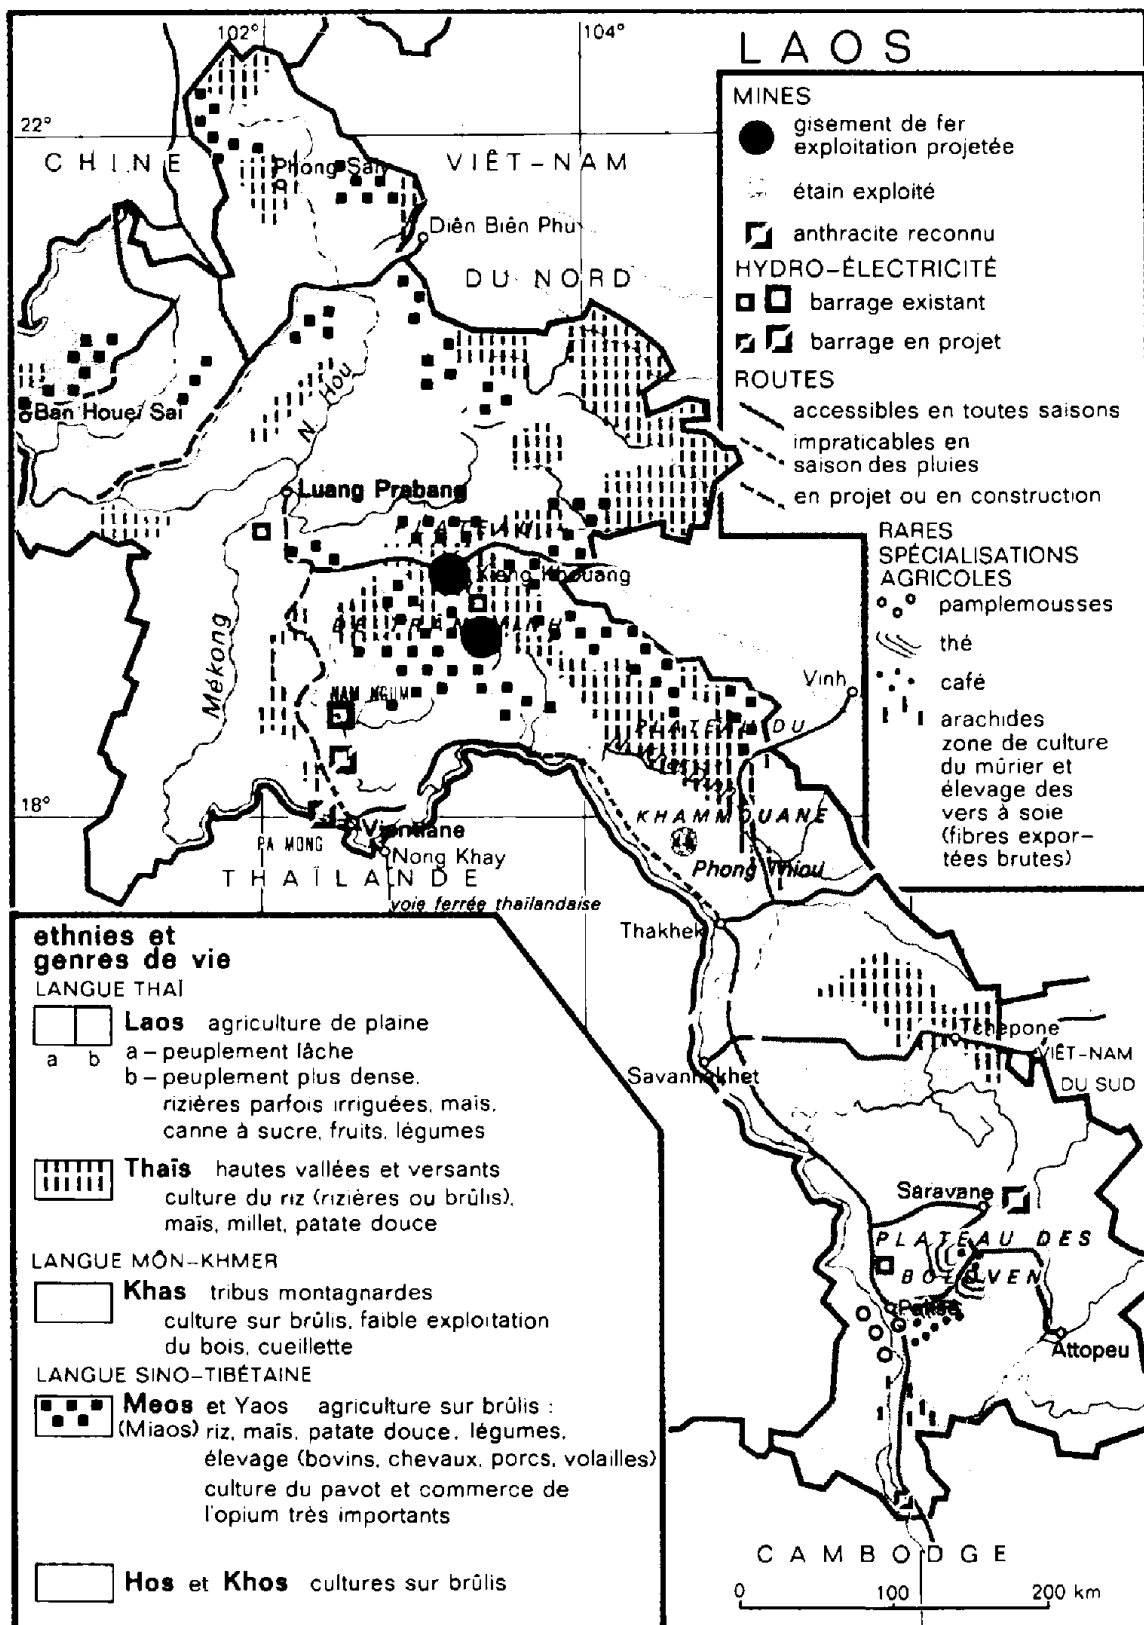 LAOS
102°
104°
22°
18°
CHINE
VIÊT-NAM
DU NORD
Phong Saly
Diên Biên Phu
Ban Houei Sai
N. Hou
Luang Prabang
PLATEAU
Xieng Khouang
DE TRÂN NINH
Mékong
NAM NGUM
Vinh
PLATEAU DU
KHAMMOUANE
PA MONG
Vientiane
Nong Khay
THAÏLANDE
voie ferrée thaïlandaise
Phong Thiou
Thakhek
Tchepone
Savannakhet
VIÊT-NAM
DU SUD
Saravane
PLATEAU DES
BOLOVEN
Pakse
Attopeu
CAMBODGE
0 100 200 km
MINES
gisement de fer
exploitation projetée
étain exploité
anthracite reconnu
HYDRO-ÉLECTRICITÉ
barrage existant
barrage en projet
ROUTES
accessibles en toutes saisons
impraticables en
saison des pluies
en projet ou en construction
RARES
SPÉCIALISATIONS
AGRICOLES
pamplemousses
thé
café
arachides
zone de culture
du mûrier et
élevage des
vers à soie
(fibres expor-
tées brutes)
ethnies et
genres de vie
LANGUE THAÏ
Laos agriculture de plaine
a b
a – peuplement lâche
b – peuplement plus dense,
rizières parfois irriguées, maïs,
canne à sucre, fruits, légumes
Thaïs hautes vallées et versants
culture du riz (rizières ou brûlis),
maïs, millet, patate douce
LANGUE MÔN-KHMER
Khas tribus montagnardes
culture sur brûlis, faible exploitation
du bois, cueillette
LANGUE SINO-TIBÉTAINE
Meos et Yaos agriculture sur brûlis :
(Miaos) riz, maïs, patate douce, légumes,
élevage (bovins, chevaux, porcs, volailles)
culture du pavot et commerce de
l'opium très importants
Hos et Khos cultures sur brûlis